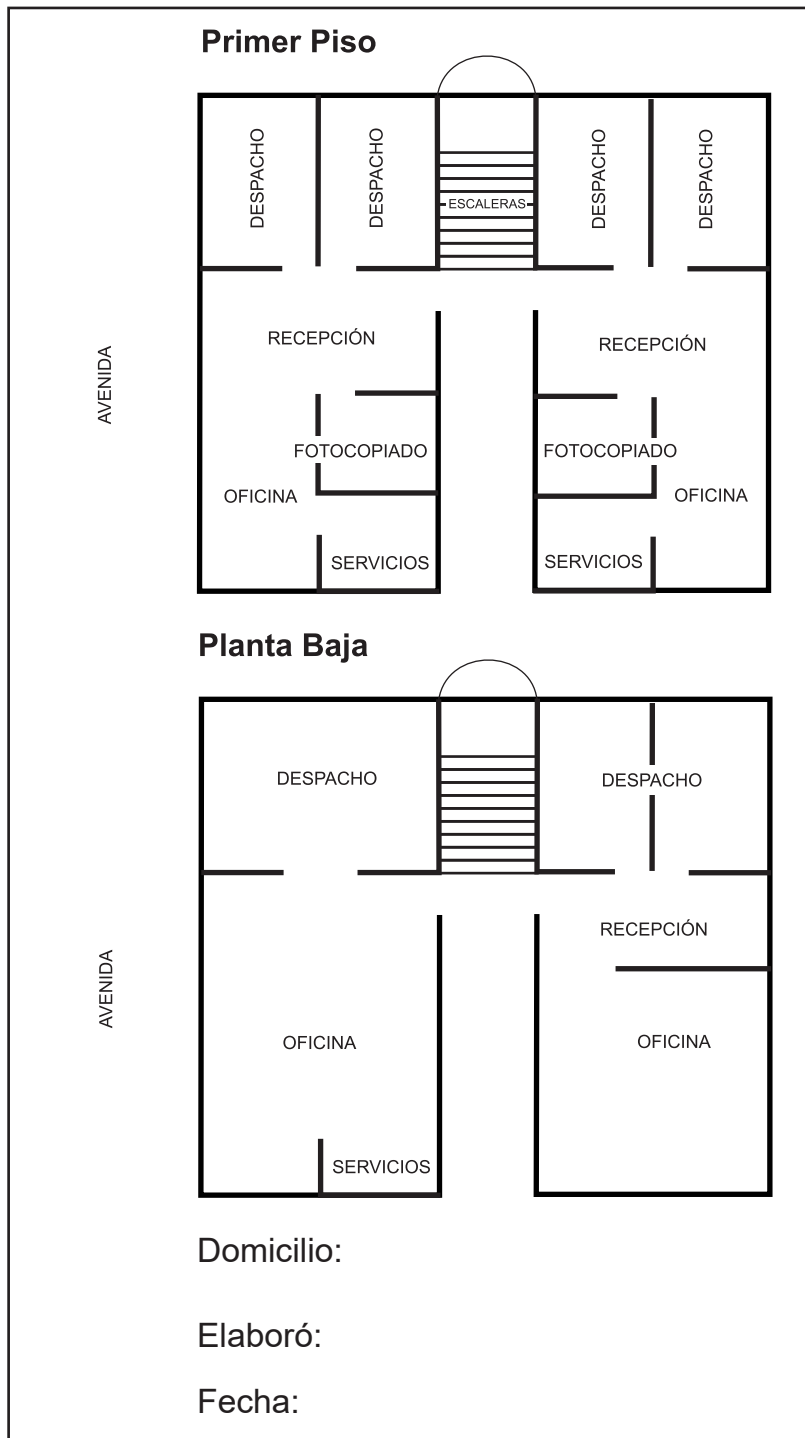 Primer Piso
DESPACHO
DESPACHO
ESCALERAS
DESPACHO
DESPACHO
AVENIDA
RECEPCIÓN
RECEPCIÓN
FOTOCOPIADO
FOTOCOPIADO
OFICINA
OFICINA
SERVICIOS
SERVICIOS
Planta Baja
DESPACHO
DESPACHO
RECEPCIÓN
AVENIDA
OFICINA
OFICINA
SERVICIOS
Domicilio:
Elaboró:
Fecha: